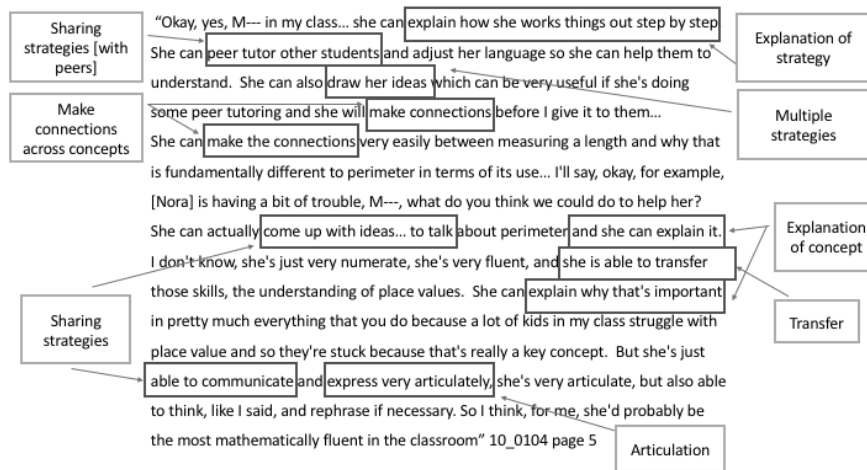 Sharing
strategies [with
peers]
Make
connections
across concepts
Sharing
strategies
“Okay, yes, M--- in my class... she can explain how she works things out step by step
She can peer tutor other students and adjust her language so she can help them to
understand. She can also draw her ideas which can be very useful if she's doing
some peer tutoring and she will make connections before I give it to them...
She can make the connections very easily between measuring a length and why that
is fundamentally different to perimeter in terms of its use... I'll say, okay, for example,
[Nora] is having a bit of trouble, M---, what do you think we could do to help her?
She can actually come up with ideas... to talk about perimeter and she can explain it.
I don't know, she's just very numerate, she's very fluent, and she is able to transfer
those skills, the understanding of place values. She can explain why that's important
in pretty much everything that you do because a lot of kids in my class struggle with
place value and so they're stuck because that's really a key concept. But she's just
able to communicate and express very articulately, she's very articulate, but also able
to think, like I said, and rephrase if necessary. So I think, for me, she'd probably be
the most mathematically fluent in the classroom” 10_0104 page 5
Explanation of
strategy
Multiple
strategies
Explanation
of concept
Transfer
Articulation